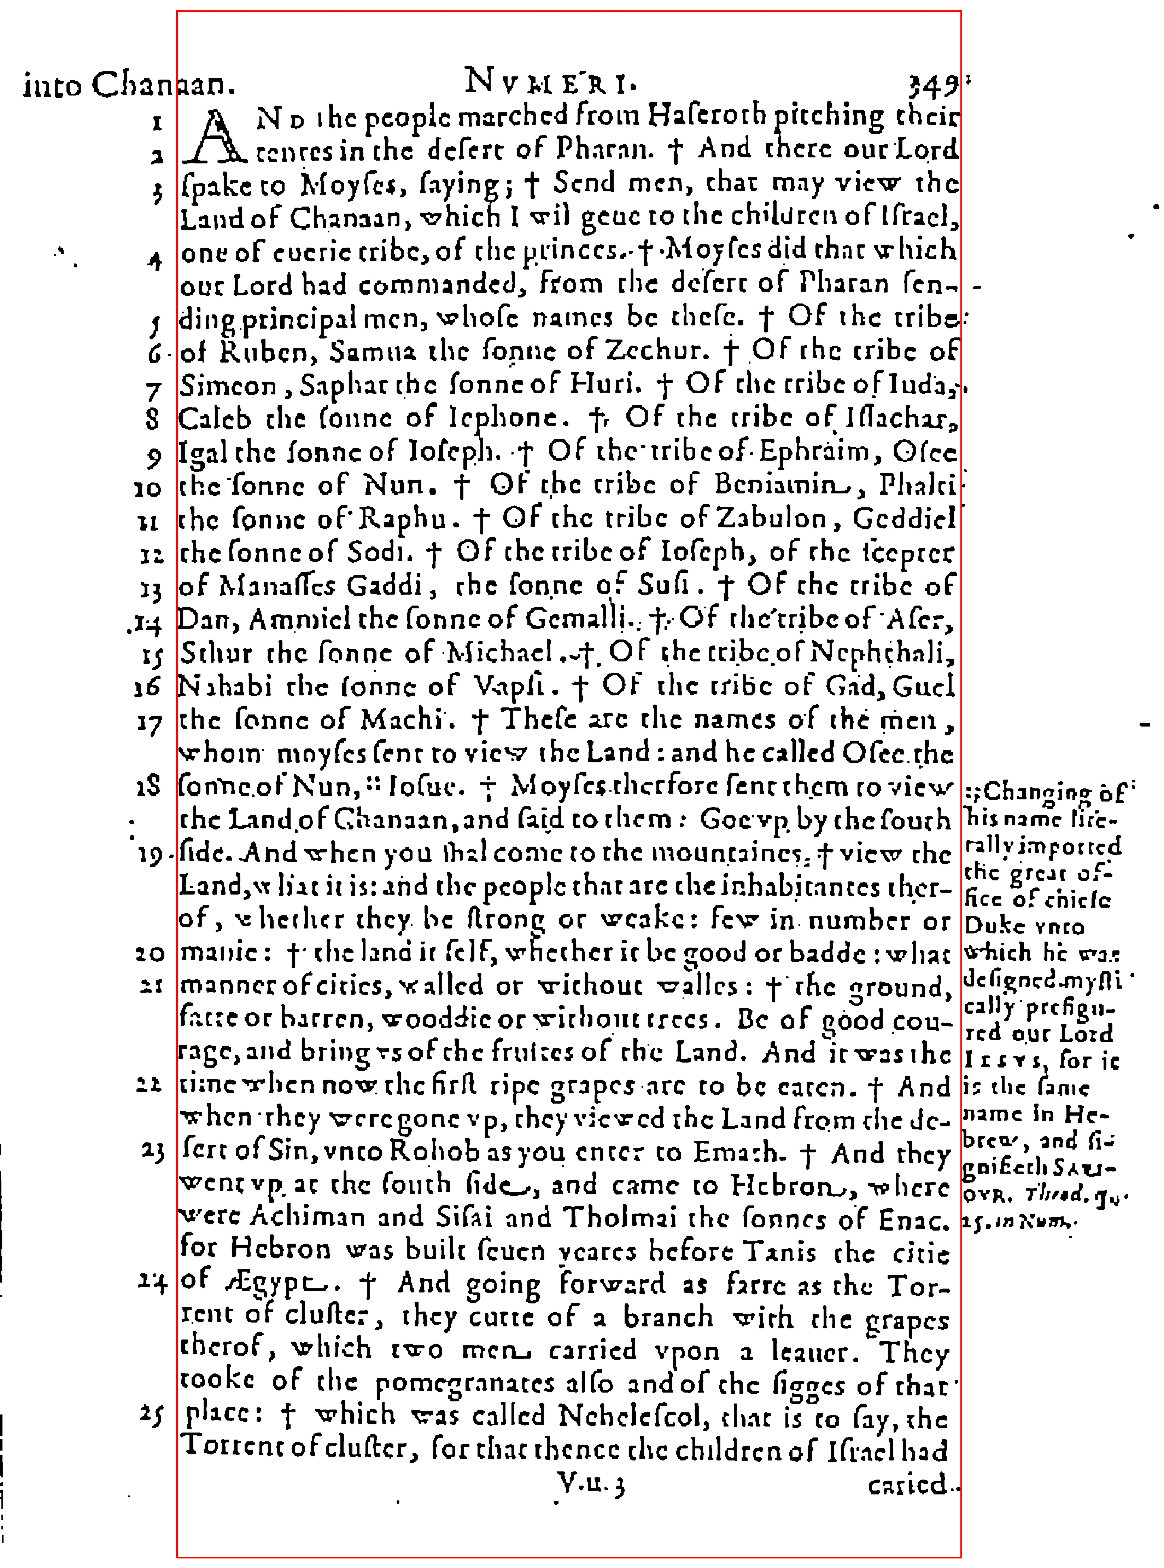 into Chanaan. NVMERI. 349
1 AND the people marched from Haseroth pitching their
2 tentes in the desert of Pharan. † And there our Lord
3 spake to Moyses, saying; † Send men, that may view the
Land of Chanaan, which I wil geue to the children of Israel,
4 one of euerie tribe, of the princes. † Moyses did that which
our Lord had commanded, from the desert of Pharan sen-
5 ding principal men, whose names be these. † Of the tribe
6 of Ruben, Samua the sonne of Zechur. † Of the tribe of
7 Simeon, Saphat the sonne of Huri. † Of the tribe of Iuda,
8 Caleb the sonne of Iephone. † Of the tribe of Issachar,
9 Igal the sonne of Ioseph. † Of the tribe of Ephraim, Osee
10 the sonne of Nun. † Of the tribe of Beniamin, Phalti
11 the sonne of Raphu. † Of the tribe of Zabulon, Geddiel
12 the sonne of Sodi. † Of the tribe of Ioseph, of the scepter
13 of Manasses Gaddi, the sonne of Susi. † Of the tribe of
14 Dan, Ammiel the sonne of Gemalli. † Of the tribe of Aser,
15 Sthur the sonne of Michael. † Of the tribe of Nephthali,
16 Nahabi the sonne of Vapsi. † Of the tribe of Gad, Guel
17 the sonne of Machi. † These are the names of the men,
whom moyses sent to view the Land: and he called Osee the
18 sonne of Nun, :: Iosue. † Moyses therfore sent them to view
the Land of Chanaan, and said to them: Goe vp by the south
19 side. And when you shal come to the mountaines, † view the
Land, what it is: and the people that are the inhabitantes ther-
of, whether they be strong or weake: few in number or
20 manie: † the land it self, whether it be good or badde: what
21 manner of cities, walled or without walles: † the ground,
fatte or barren, wooddie or without trees. Be of good cou-
rage, and bring vs of the fruites of the Land. And it was the
22 time when now the first ripe grapes are to be eaten. † And
when they were gone vp, they viewed the Land from the de-
23 sert of Sin, vnto Rohob as you enter to Emath. † And they
went vp at the south side, and came to Hebron, where
were Achiman and Sisai and Tholmai the sonnes of Enac.
for Hebron was built seuen yeares before Tanis the citie
24 of Ægypt. † And going forward as farre as the Tor-
rent of cluster, they cutte of a branch with the grapes
therof, which two men carried vpon a leauer. They
tooke of the pomegranates also and of the figges of that
25 place: † which was called Nehelescol, that is to say, the
Torrent of cluster, for that thence the children of Israel had
V.u. 3 caried
:: Changing of
his name lite-
rally imported
the great of-
fice of chiefe
Duke vnto
which he was
designed. mysti
cally prefigu-
red our Lord
IESVS, for it
is the same
name in He-
brew, and si-
gnifieth SAVI-
OVR. Theod. q.
25. in Num.